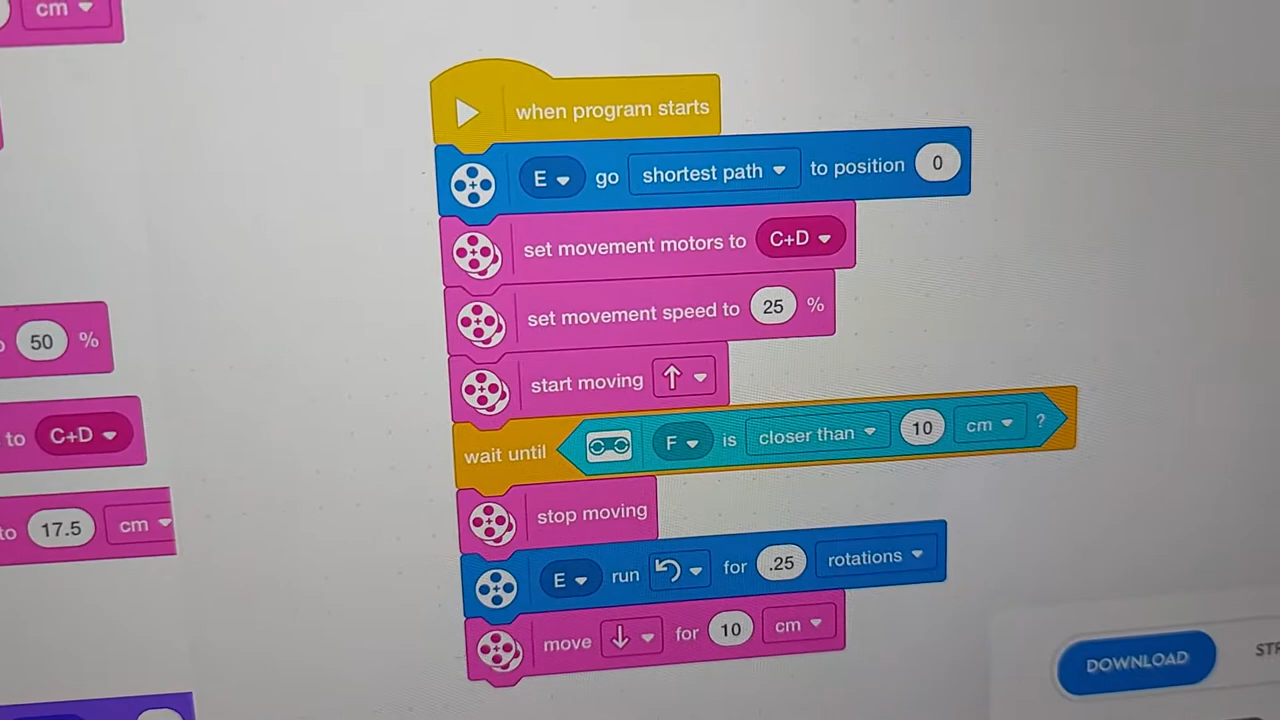 cm
when program starts
E go shortest path to position 0
set movement motors to C+D
set movement speed to 25 %
50 %
start moving
to C+D
wait until F is closer than 10 cm ?
stop moving
to 17.5 cm
E run for .25 rotations
move for 10 cm
DOWNLOAD